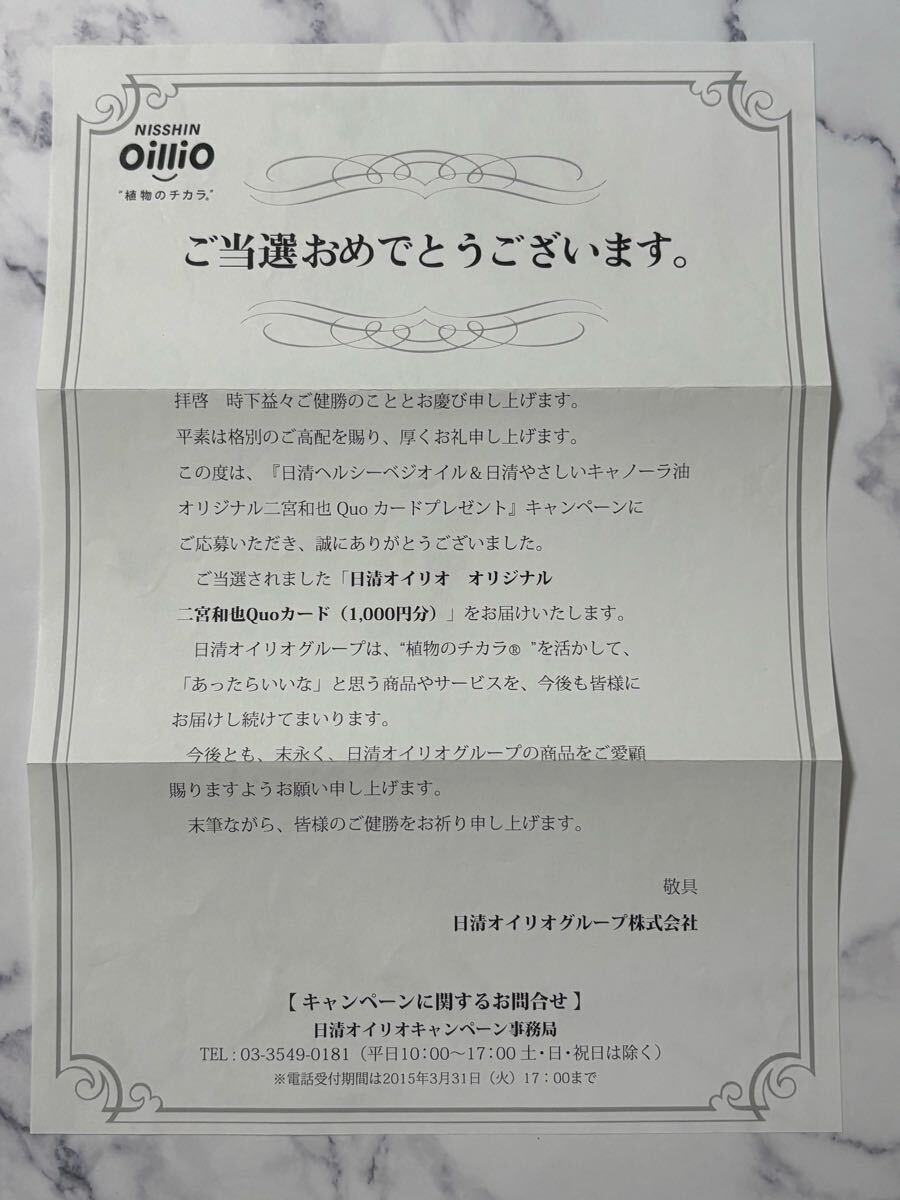 NISSHIN
OilliO
“植物のチカラ®”
ご当選おめでとうございます。
拝啓　時下益々ご健勝のこととお慶び申し上げます。
平素は格別のご高配を賜り、厚くお礼申し上げます。
この度は、『日清ヘルシーベジオイル＆日清やさしいキャノーラ油
オリジナル二宮和也 Quo カードプレゼント』キャンペーンに
ご応募いただき、誠にありがとうございました。
ご当選されました「日清オイリオ　オリジナル
二宮和也Quoカード（1,000円分）」をお届けいたします。
日清オイリオグループは、“植物のチカラ® ”を活かして、
「あったらいいな」と思う商品やサービスを、今後も皆様に
お届けし続けてまいります。
今後とも、末永く、日清オイリオグループの商品をご愛顧
賜りますようお願い申し上げます。
末筆ながら、皆様のご健勝をお祈り申し上げます。
敬具
日清オイリオグループ株式会社
【 キャンペーンに関するお問合せ 】
日清オイリオキャンペーン事務局
TEL : 03-3549-0181（平日10：00〜17：00 土・日・祝日は除く）
※電話受付期間は2015年3月31日（火）17：00まで